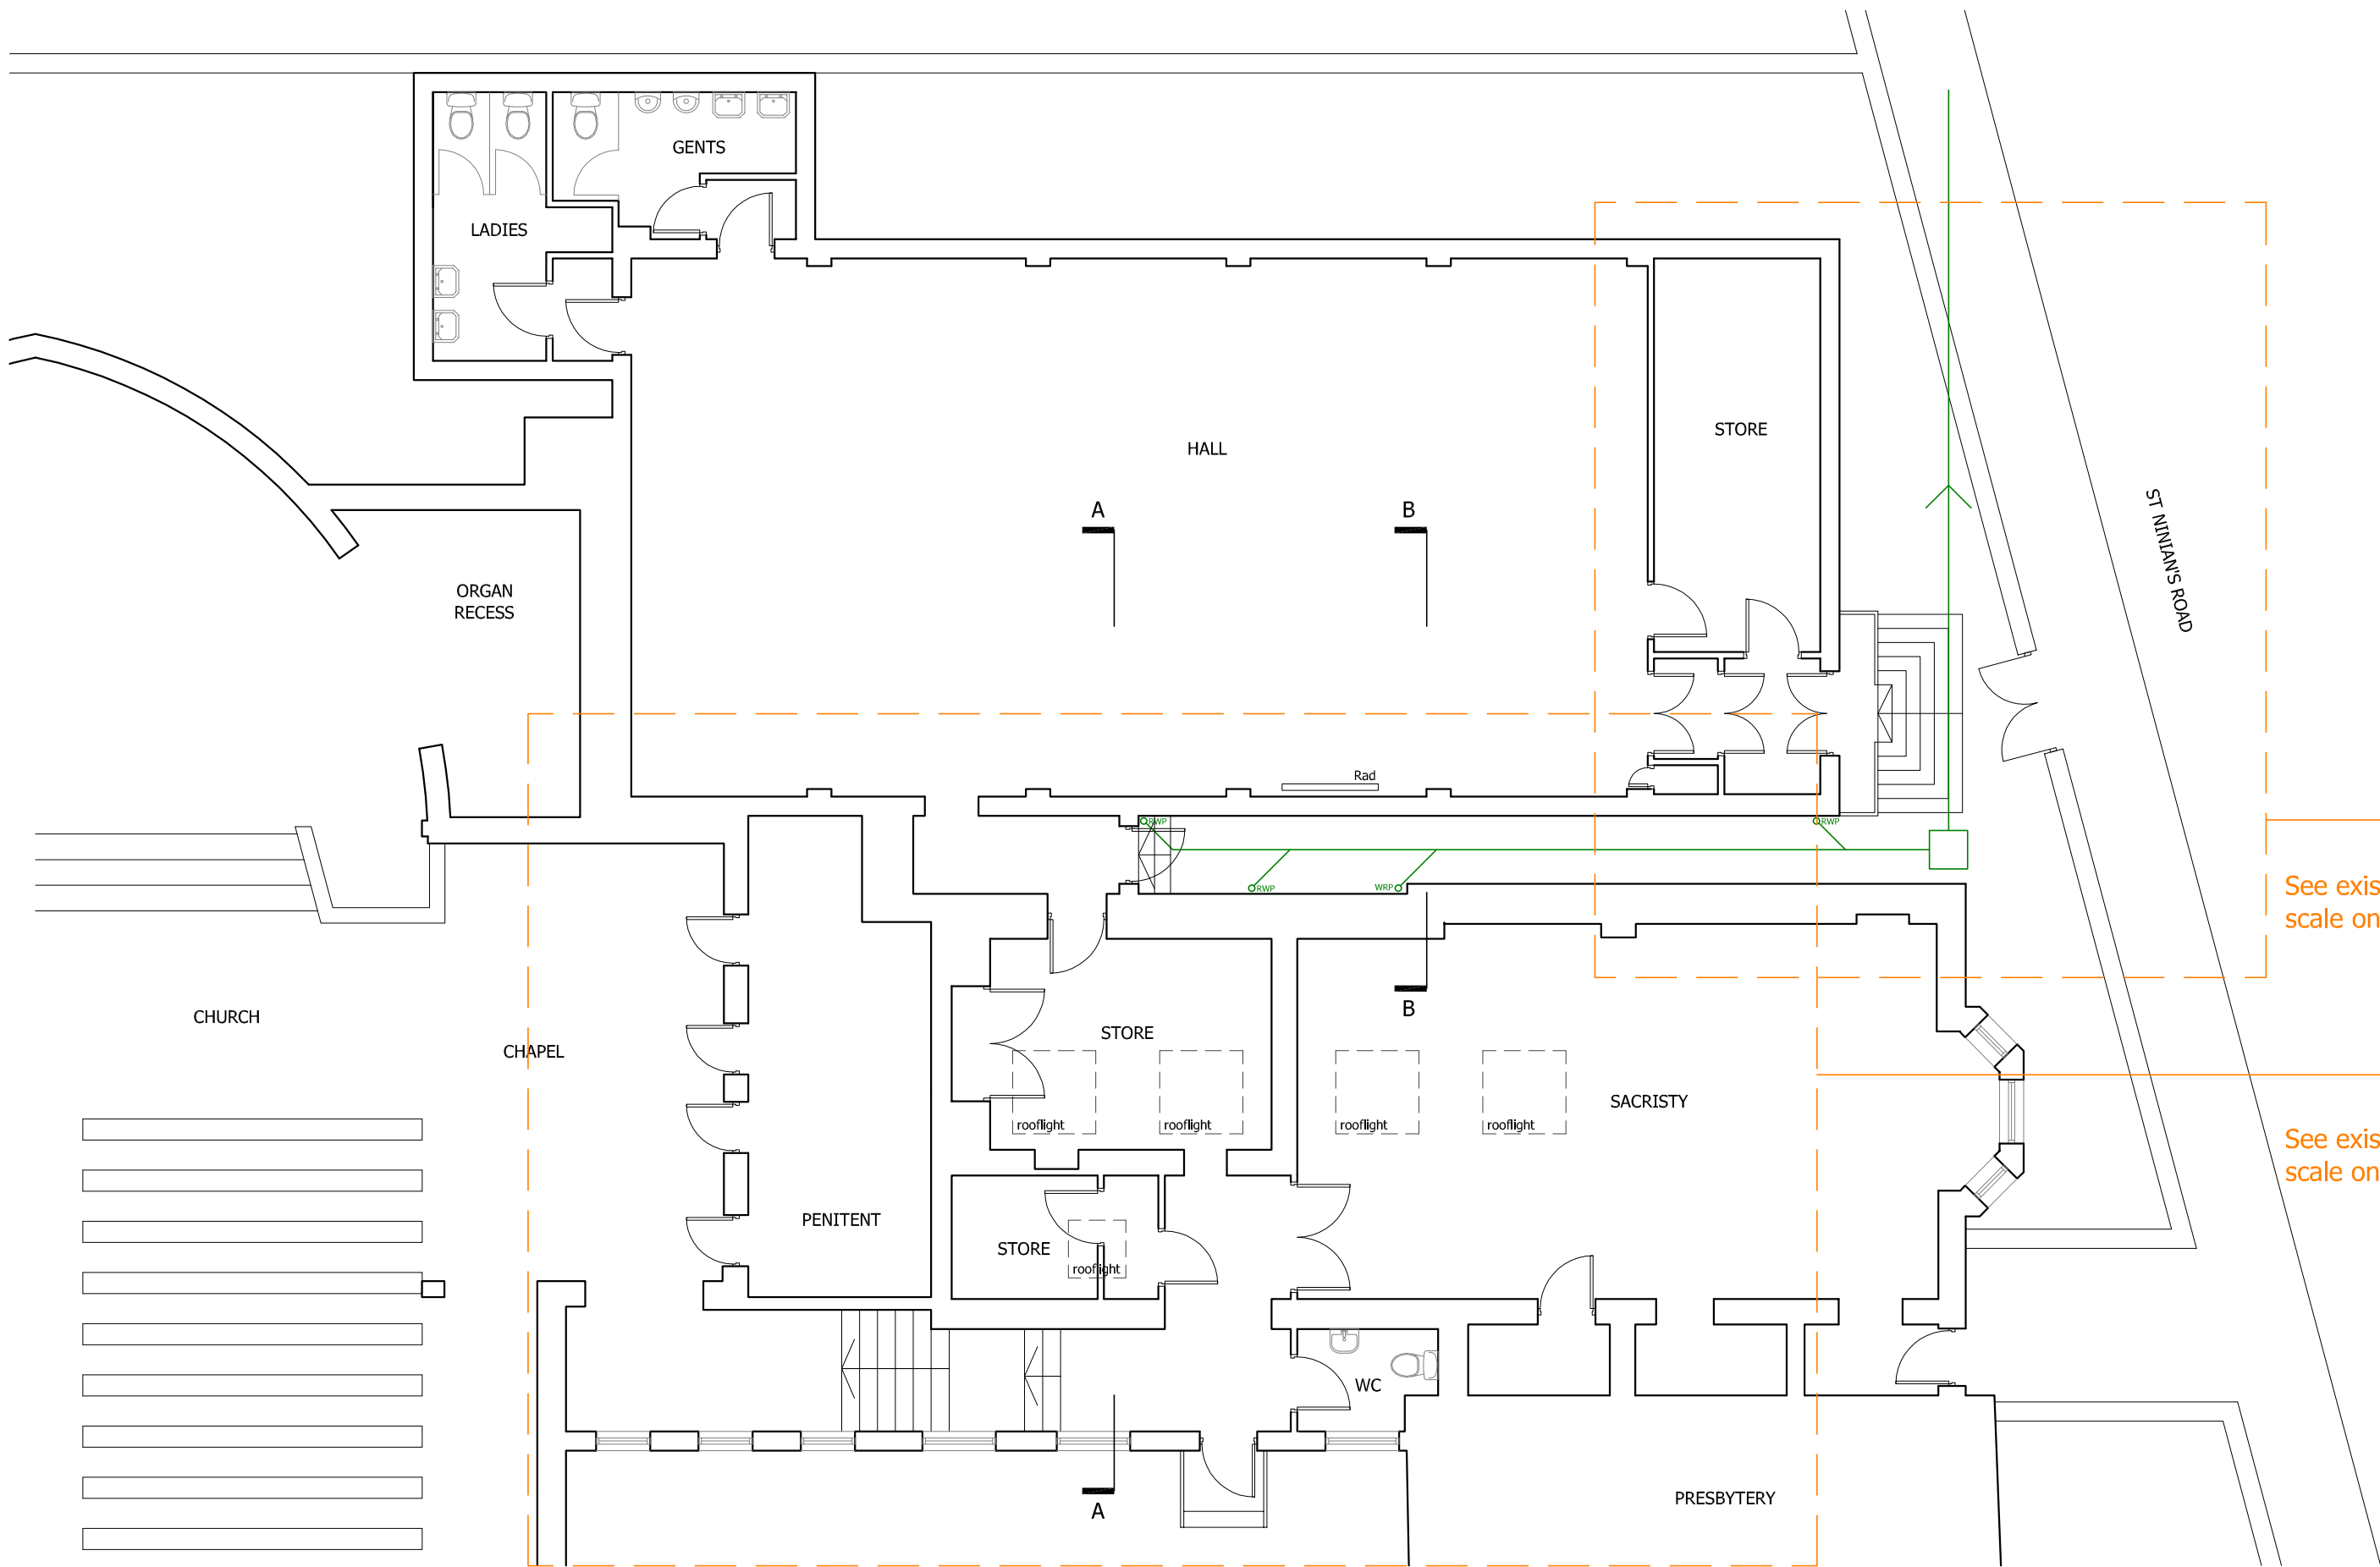 GENTS
LADIES
HALL
STORE
A
B
ST NINIAN'S ROAD
ORGAN
RECESS
Rad
RWP
RWP
RWP
WRP
See exis
scale on
B
CHURCH
CHAPEL
STORE
SACRISTY
rooflight
rooflight
rooflight
rooflight
See exis
scale on
PENITENT
STORE
rooflight
WC
PRESBYTERY
A